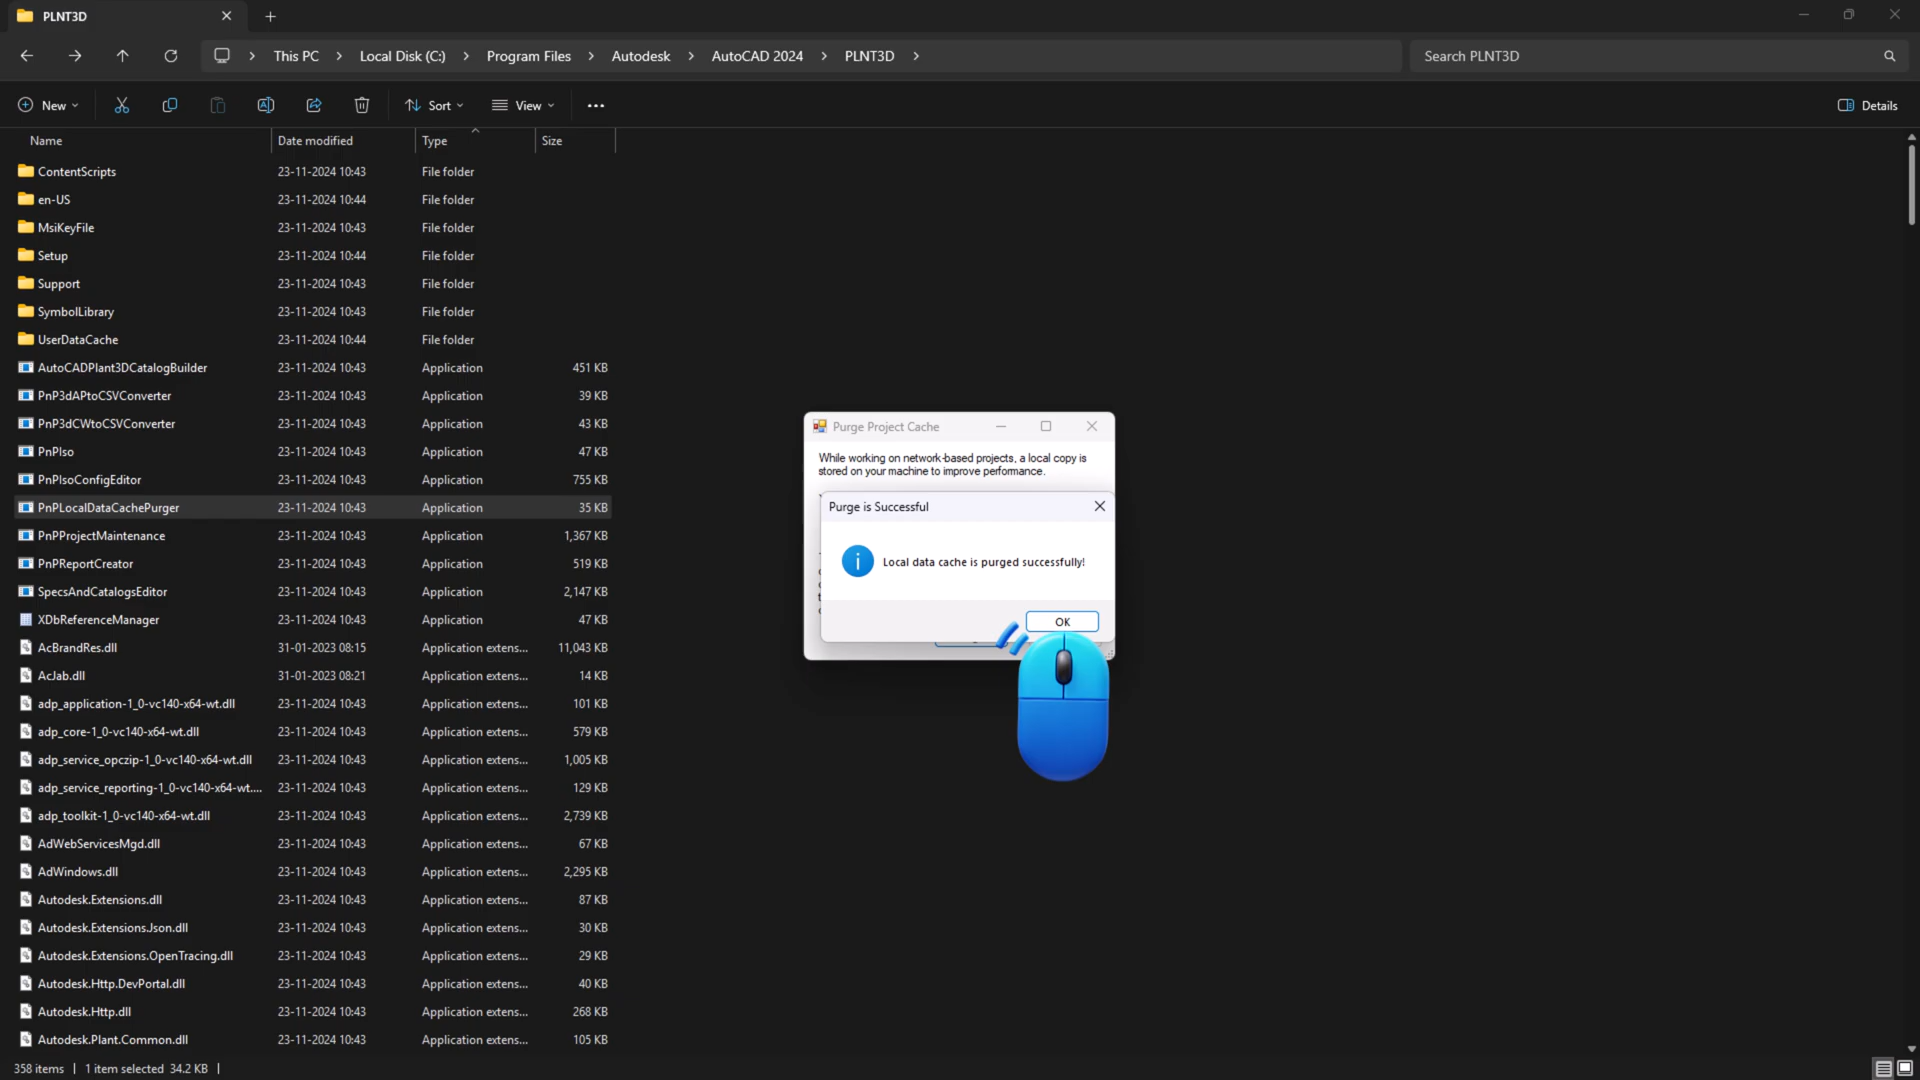 PLNT3D
This PC
Local Disk (C:)
Program Files
Autodesk
AutoCAD 2024
PLNT3D
Search PLNT3D
New
Sort
View
Details
Name Date modified Type Size
ContentScripts 23-11-2024 10:43 File folder
en-US 23-11-2024 10:44 File folder
MsiKeyFile 23-11-2024 10:43 File folder
Setup 23-11-2024 10:44 File folder
Support 23-11-2024 10:43 File folder
SymbolLibrary 23-11-2024 10:43 File folder
UserDataCache 23-11-2024 10:44 File folder
AutoCADPlant3DCatalogBuilder 23-11-2024 10:43 Application 451 KB
PnP3dAPtoCSVConverter 23-11-2024 10:43 Application 39 KB
PnP3dCWtoCSVConverter 23-11-2024 10:43 Application 43 KB
PnPIso 23-11-2024 10:43 Application 47 KB
PnPIsoConfigEditor 23-11-2024 10:43 Application 755 KB
PnPLocalDataCachePurger 23-11-2024 10:43 Application 35 KB
PnPProjectMaintenance 23-11-2024 10:43 Application 1,367 KB
PnPReportCreator 23-11-2024 10:43 Application 519 KB
SpecsAndCatalogsEditor 23-11-2024 10:43 Application 2,147 KB
XDbReferenceManager 23-11-2024 10:43 Application 47 KB
AcBrandRes.dll 31-01-2023 08:15 Application extens... 11,043 KB
AcJab.dll 31-01-2023 08:21 Application extens... 14 KB
adp_application-1_0-vc140-x64-wt.dll 23-11-2024 10:43 Application extens... 101 KB
adp_core-1_0-vc140-x64-wt.dll 23-11-2024 10:43 Application extens... 579 KB
adp_service_opczip-1_0-vc140-x64-wt.dll 23-11-2024 10:43 Application extens... 1,005 KB
adp_service_reporting-1_0-vc140-x64-wt.... 23-11-2024 10:43 Application extens... 129 KB
adp_toolkit-1_0-vc140-x64-wt.dll 23-11-2024 10:43 Application extens... 2,739 KB
AdWebServicesMgd.dll 23-11-2024 10:43 Application extens... 67 KB
AdWindows.dll 23-11-2024 10:43 Application extens... 2,295 KB
Autodesk.Extensions.dll 23-11-2024 10:43 Application extens... 87 KB
Autodesk.Extensions.Json.dll 23-11-2024 10:43 Application extens... 30 KB
Autodesk.Extensions.OpenTracing.dll 23-11-2024 10:43 Application extens... 29 KB
Autodesk.Http.DevPortal.dll 23-11-2024 10:43 Application extens... 40 KB
Autodesk.Http.dll 23-11-2024 10:43 Application extens... 268 KB
Autodesk.Plant.Common.dll 23-11-2024 10:43 Application extens... 105 KB
358 items 1 item selected 34.2 KB
Purge Project Cache
While working on network-based projects, a local copy is
stored on your machine to improve performance.
Purge is Successful
Local data cache is purged successfully!
OK